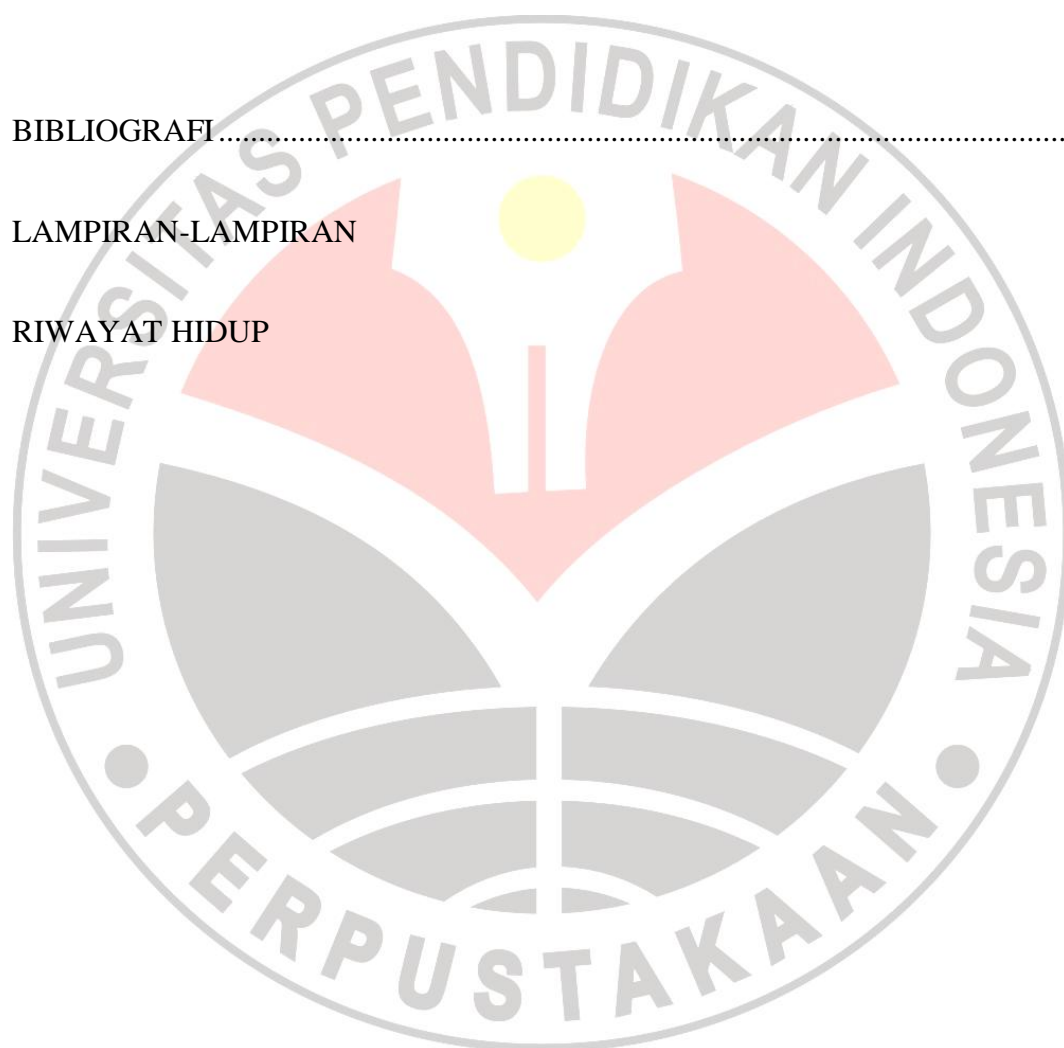 BIBLIOGRAFI........................................................................................
LAMPIRAN-LAMPIRAN
RIWAYAT HIDUP
UNIVERSITAS PENDIDIKAN INDONESIA
PERPUSTAKAAN